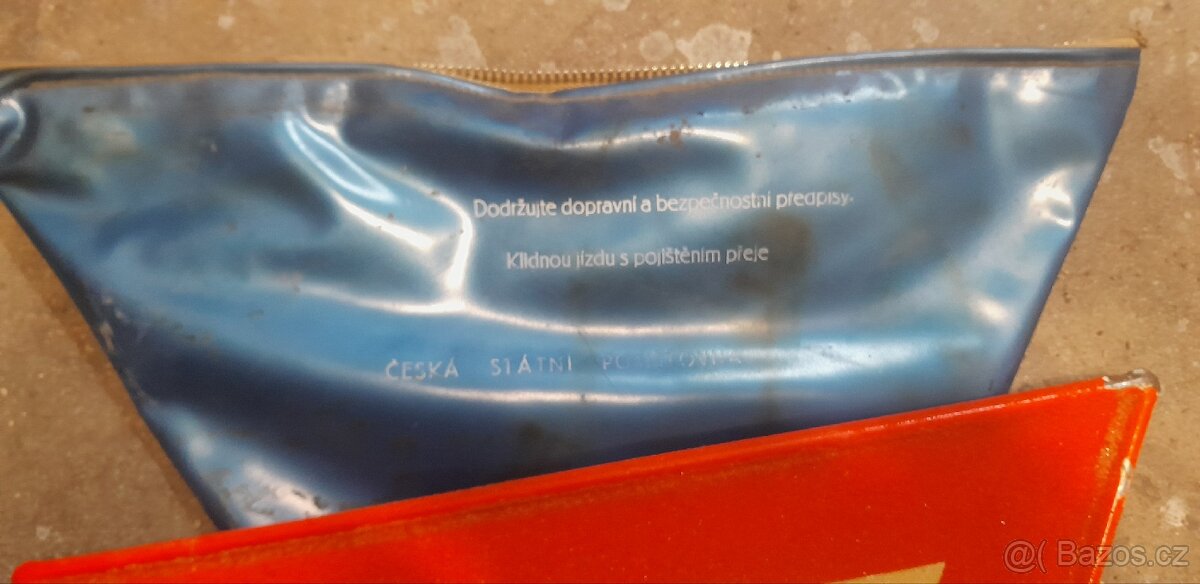 Dodržujte dopravní a bezpečnostní předpisy.
Klidnou jízdu s pojištěním přeje
ČESKÁ STÁTNÍ
@( Bazos.cz